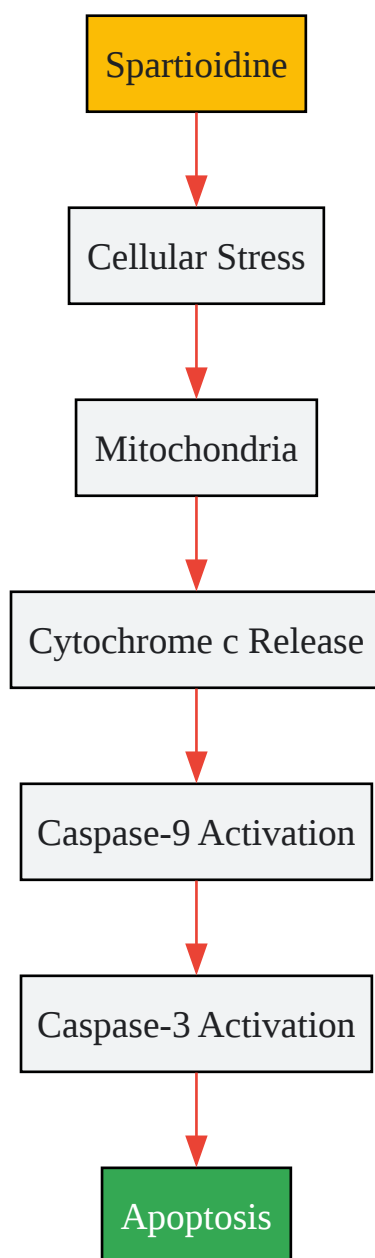 Spartioidine
Cellular Stress
Mitochondria
Cytochrome c Release
Caspase-9 Activation
Caspase-3 Activation
Apoptosis